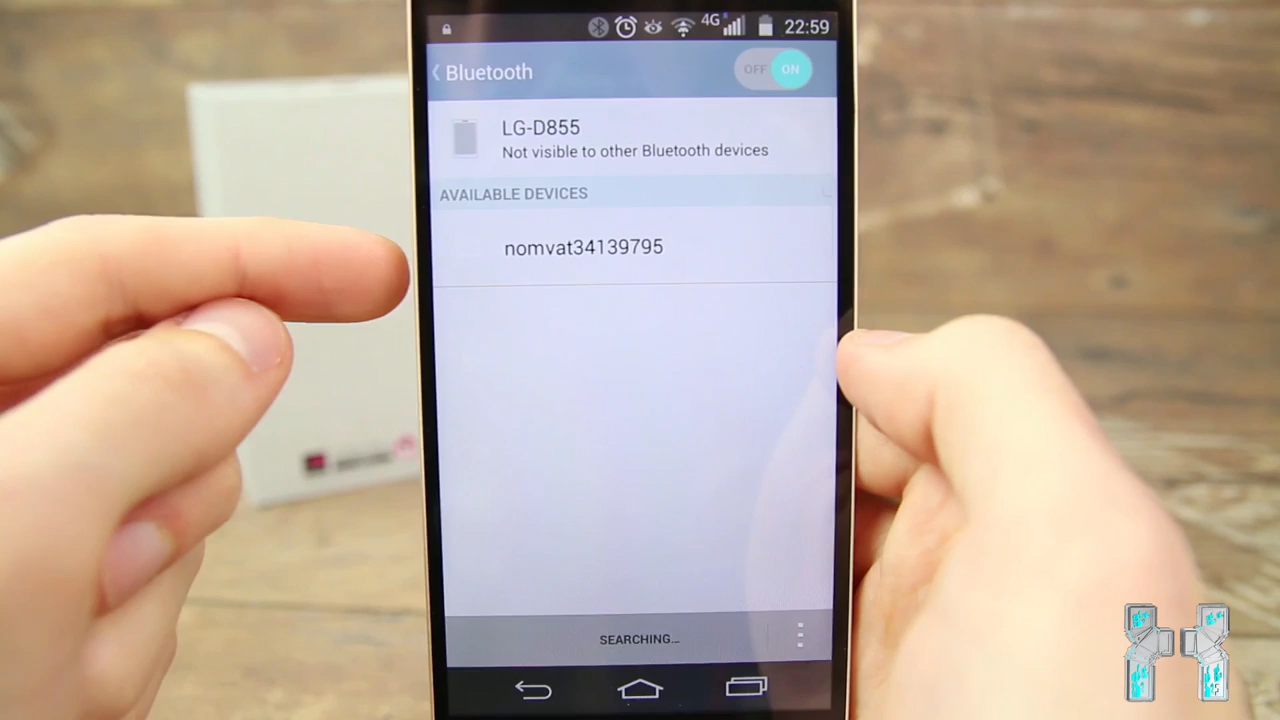 4G 22:59
Bluetooth OFF ON
LG-D855
Not visible to other Bluetooth devices
AVAILABLE DEVICES
nomvat34139795
SEARCHING...